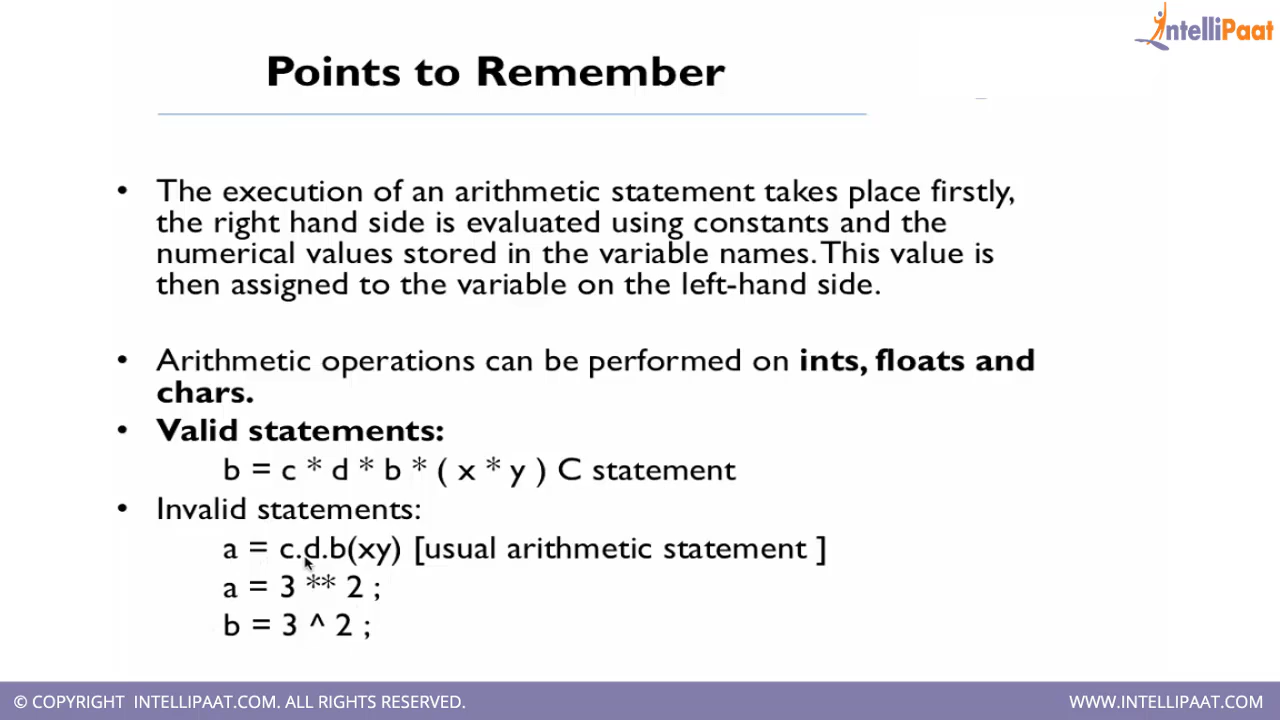 IntelliPaat
Points to Remember
• The execution of an arithmetic statement takes place firstly,
the right hand side is evaluated using constants and the
numerical values stored in the variable names. This value is
then assigned to the variable on the left-hand side.
• Arithmetic operations can be performed on ints, floats and
chars.
• Valid statements:
b = c * d * b * ( x * y ) C statement
• Invalid statements:
a = c.d.b(xy) [usual arithmetic statement ]
a = 3 ** 2 ;
b = 3 ^ 2 ;
© COPYRIGHT INTELLIPAAT.COM. ALL RIGHTS RESERVED.
WWW.INTELLIPAAT.COM